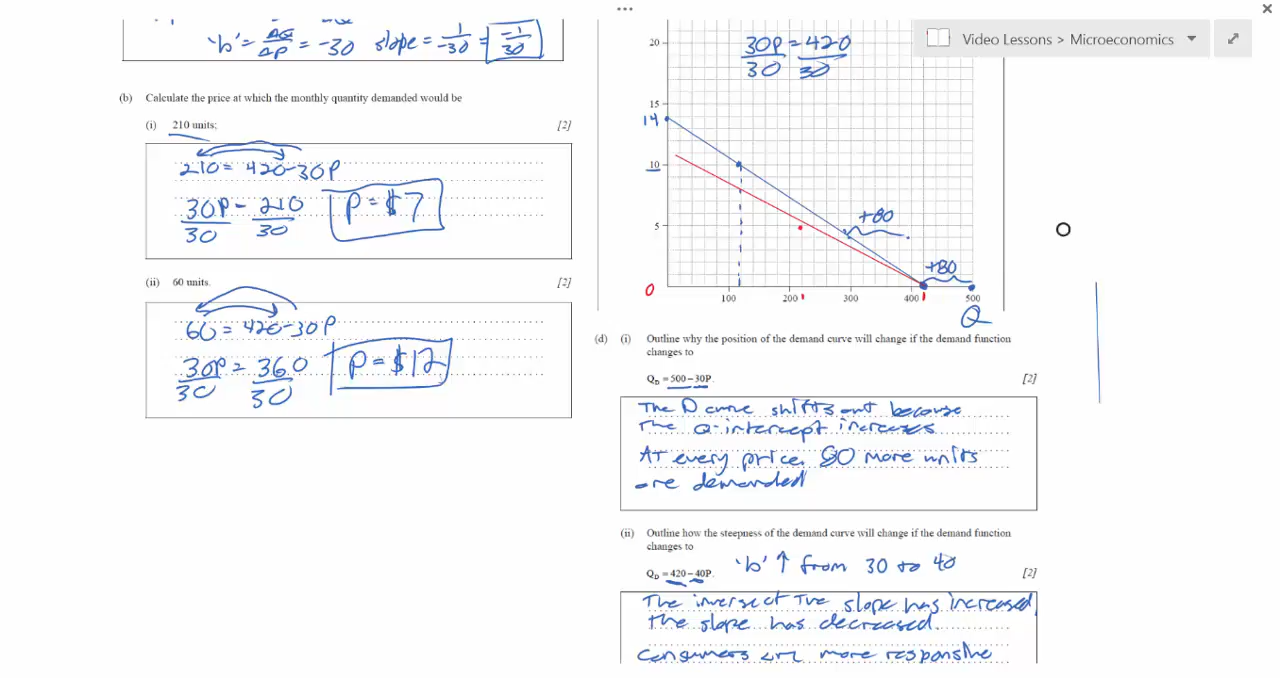 'b' = ΔQ/ΔP = -30 slope = 1/-30 = -1/30
(b) Calculate the price at which the monthly quantity demanded would be
(i) 210 units; [2]
210 = 420-30P
30P = 210
30 30
P = $7
(ii) 60 units. [2]
60 = 420-30P
30P = 360
30 30
P = $12
Video Lessons > Microeconomics
30P = 420
30 30
20
15
14
10
5
+80
+80
0
100 200 300 400 500
Q
(d) (i) Outline why the position of the demand curve will change if the demand function
changes to
Q_D = 500 – 30P. [2]
The D curve shifts out because
the Q-intercept increases
At every price, 80 more units
are demanded
(ii) Outline how the steepness of the demand curve will change if the demand function
changes to
'b' ↑ from 30 to 40
Q_D = 420 – 40P. [2]
The inverse of the slope has increased,
the slope has decreased.
Consumers are more responsive